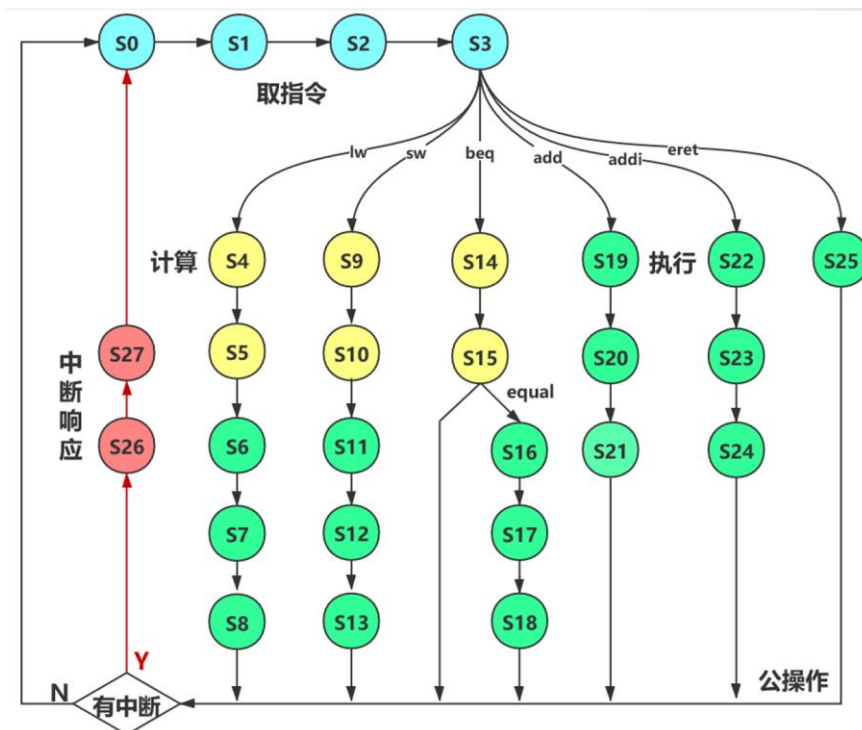 S0 S1 S2 S3
取指令
lw sw beq add addi eret
计算 S4 S9 S14 S19 执行 S22 S25
S27 S5 S10 S15 S20 S23
中断响应
equal
S26 S6 S11 S16 S21 S24
S7 S12 S17
S8 S13 S18
Y
N 有中断 公操作